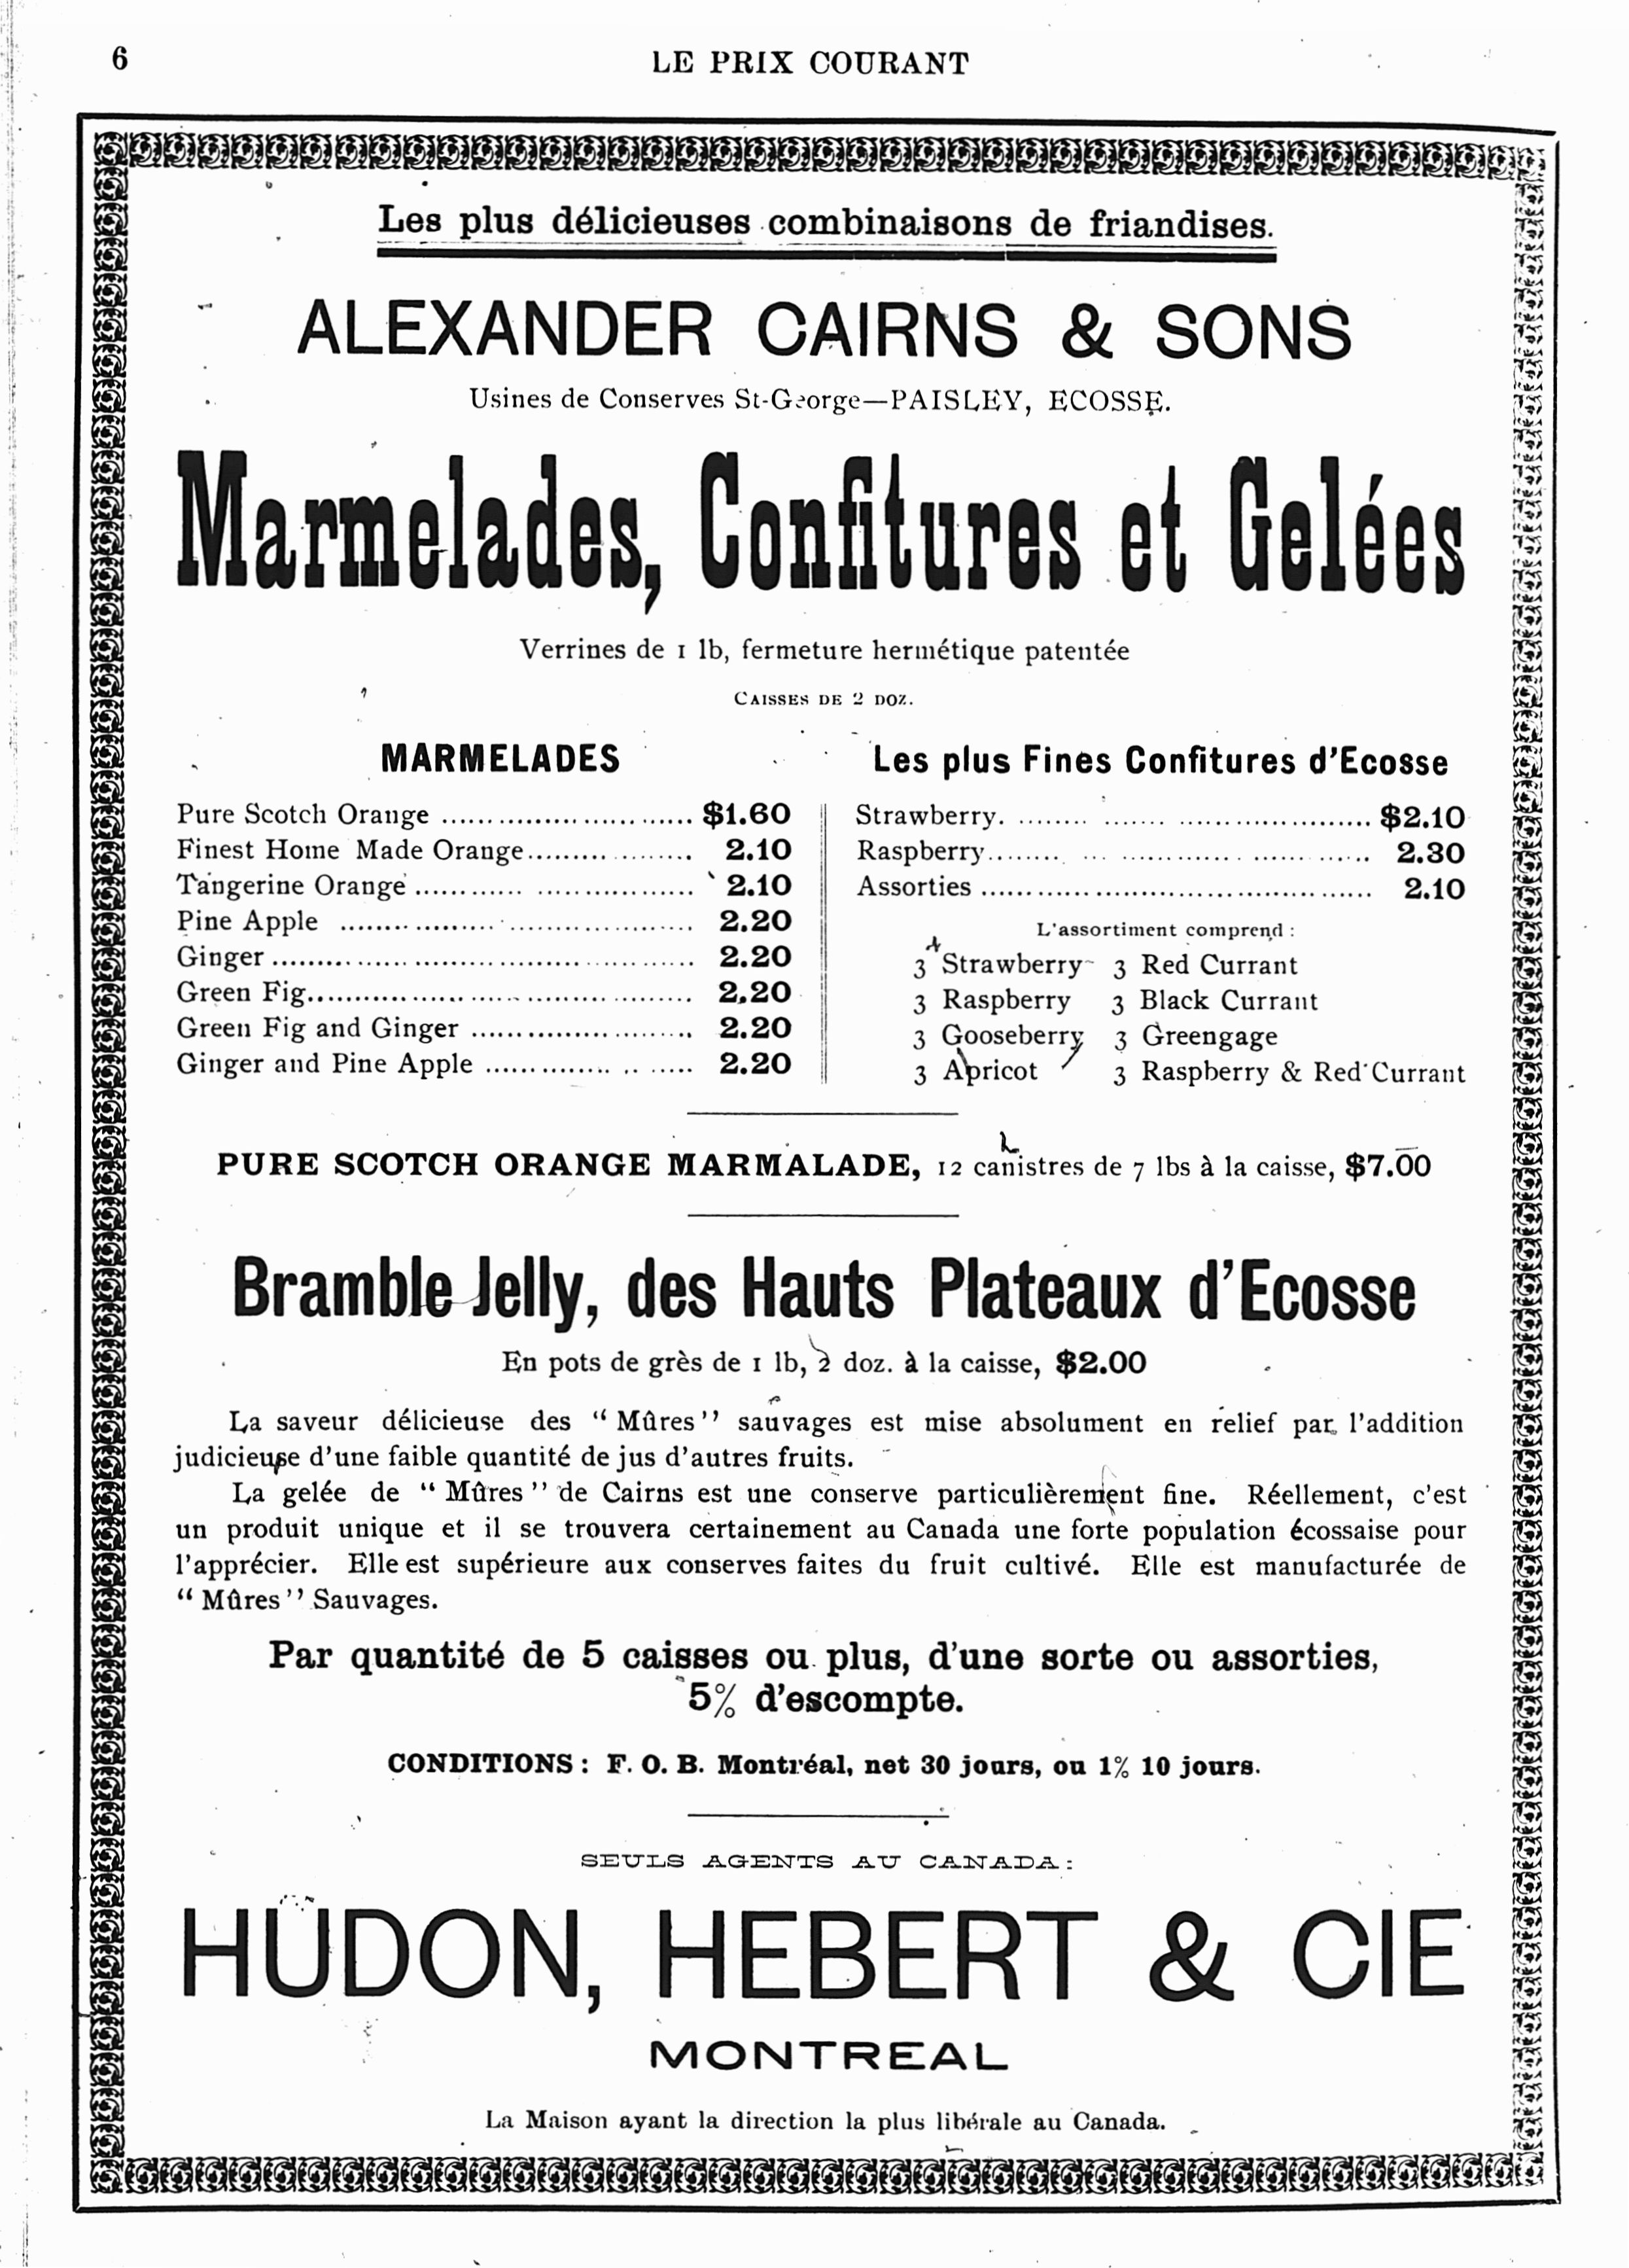 6
LE PRIX COURANT
Les plus délicieuses combinaisons de friandises.
ALEXANDER CAIRNS & SONS
Usines de Conserves St-George—PAISLEY, ECOSSE.
Marmelades, Confitures et Gelées
Verrines de 1 lb, fermeture hermétique patentée
CAISSES DE 2 DOZ.
MARMELADES
Pure Scotch Orange ........................... $1.60
Finest Home Made Orange.................. 2.10
Tangerine Orange ............................ 2.10
Pine Apple ..................................... 2.20
Ginger ............................................ 2.20
Green Fig......................................... 2.20
Green Fig and Ginger ....................... 2.20
Ginger and Pine Apple ..................... 2.20
Les plus Fines Confitures d'Ecosse
Strawberry. ........................................ $2.10
Raspberry.......................................... 2.30
Assorties ........................................... 2.10
L'assortiment comprend :
3 Strawberry 3 Red Currant
3 Raspberry 3 Black Currant
3 Gooseberry 3 Greengage
3 Apricot 3 Raspberry & Red Currant
PURE SCOTCH ORANGE MARMALADE, 12 canistres de 7 lbs à la caisse, $7.00
Bramble Jelly, des Hauts Plateaux d'Ecosse
En pots de grès de 1 lb, 2 doz. à la caisse, $2.00
La saveur délicieuse des “ Mûres ” sauvages est mise absolument en relief par l'addition
judicieuse d'une faible quantité de jus d'autres fruits.
La gelée de “ Mûres ” de Cairns est une conserve particulièrement fine. Réellement, c'est
un produit unique et il se trouvera certainement au Canada une forte population écossaise pour
l'apprécier. Elle est supérieure aux conserves faites du fruit cultivé. Elle est manufacturée de
“ Mûres ” Sauvages.
Par quantité de 5 caisses ou plus, d'une sorte ou assorties,
5% d'escompte.
CONDITIONS : F. O. B. Montréal, net 30 jours, ou 1% 10 jours.
SEULS AGENTS AU CANADA :
HUDON, HEBERT & CIE
MONTREAL
La Maison ayant la direction la plus libérale au Canada.